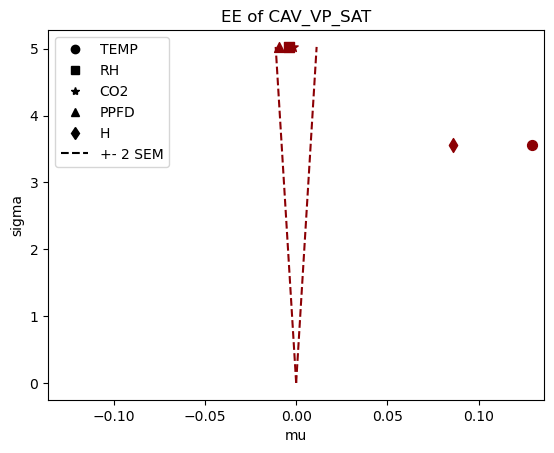 EE of CAV_VP_SAT
TEMP
RH
CO2
PPFD
H
+- 2 SEM
sigma
5
4
3
2
1
0
−0.10
−0.05
0.00
0.05
0.10
mu